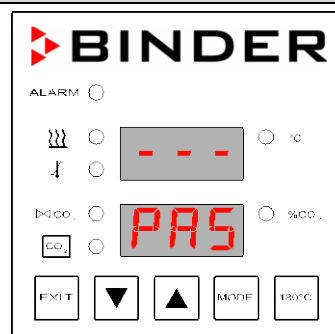 BINDER
ALARM
- - -
°C
CO₂
PAS
%CO₂
CO₂
EXIT
MODE
180°C